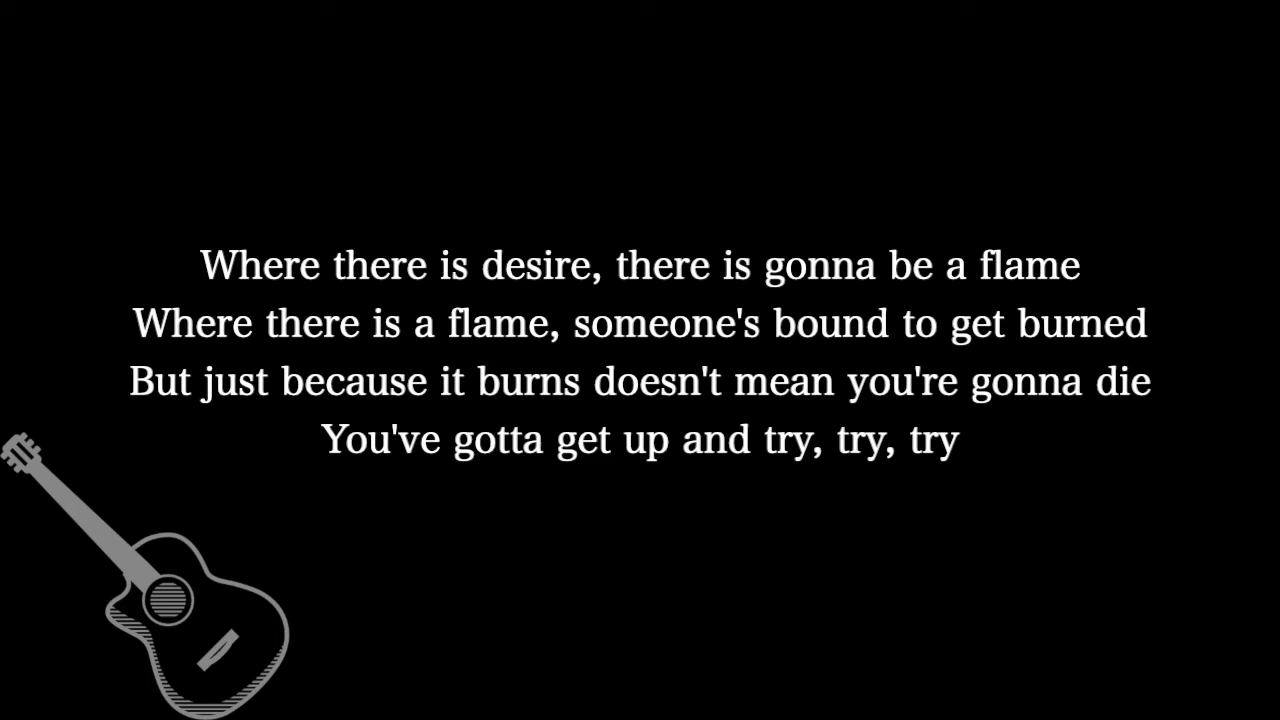 Where there is desire, there is gonna be a flame
Where there is a flame, someone's bound to get burned
But just because it burns doesn't mean you're gonna die
You've gotta get up and try, try, try